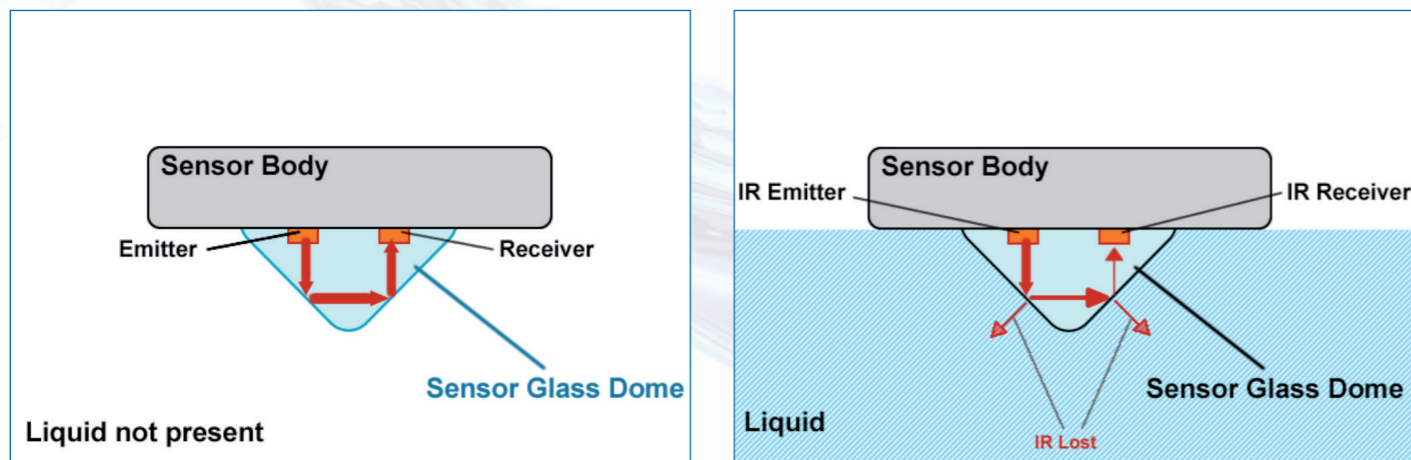 Sensor Body
Emitter
Receiver
Sensor Glass Dome
Liquid not present
Sensor Body
IR Emitter
IR Receiver
Sensor Glass Dome
Liquid
IR Lost